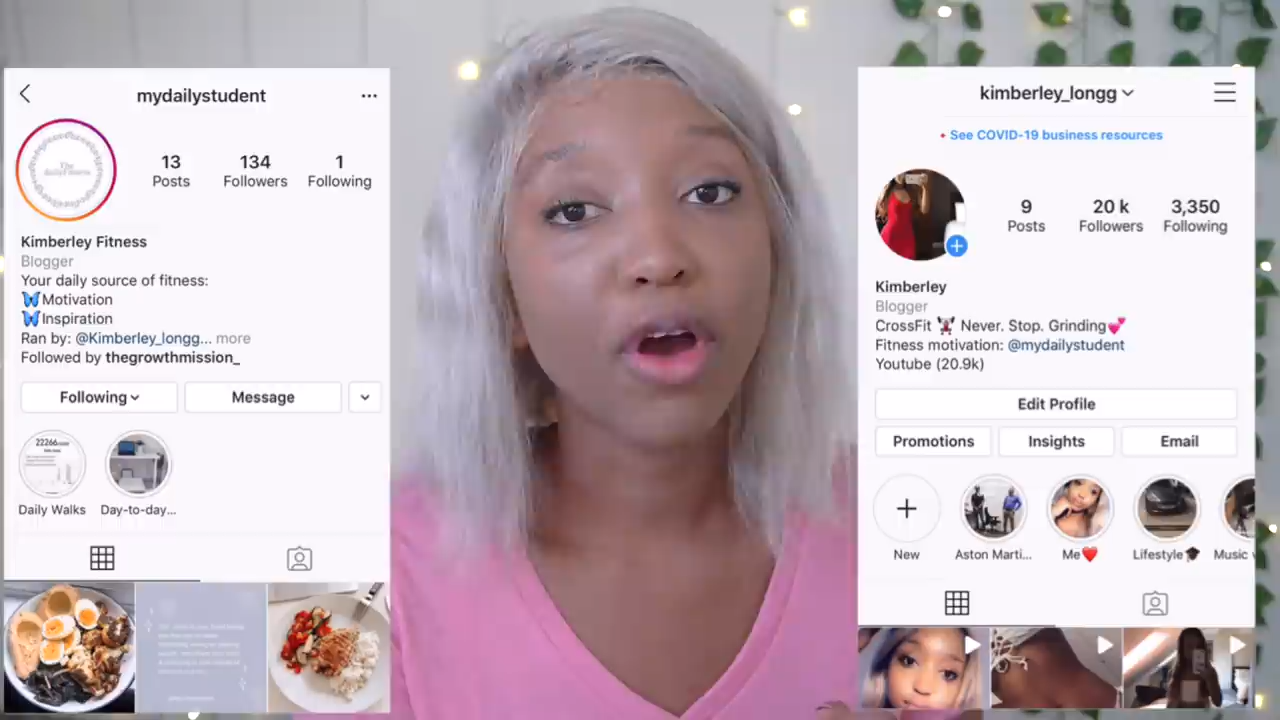 mydailystudent
13
134
1
Posts
Followers
Following
Kimberley Fitness
Blogger
Your daily source of fitness:
🦋Motivation
🦋Inspiration
Ran by: @Kimberley_longg... more
Followed by thegrowthmission_
Following
Message
22266
Daily Walks
Day-to-day...
kimberley_longg
• See COVID-19 business resources
9
20 k
3,350
Posts
Followers
Following
Kimberley
Blogger
CrossFit 🏋🏾‍♀️ Never. Stop. Grinding💕
Fitness motivation: @mydailystudent
Youtube (20.9k)
Edit Profile
Promotions
Insights
Email
New
Aston Marti...
Me❤️
Lifestyle🎓
Music